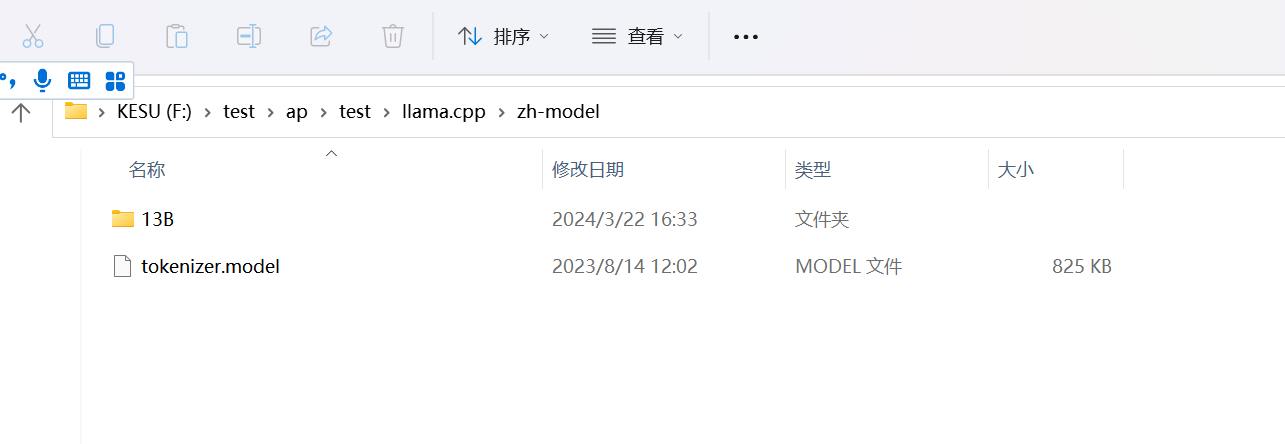 排序 查看 ...
KESU (F:) > test > ap > test > llama.cpp > zh-model
名称 修改日期 类型 大小
13B 2024/3/22 16:33 文件夹
tokenizer.model 2023/8/14 12:02 MODEL 文件 825 KB